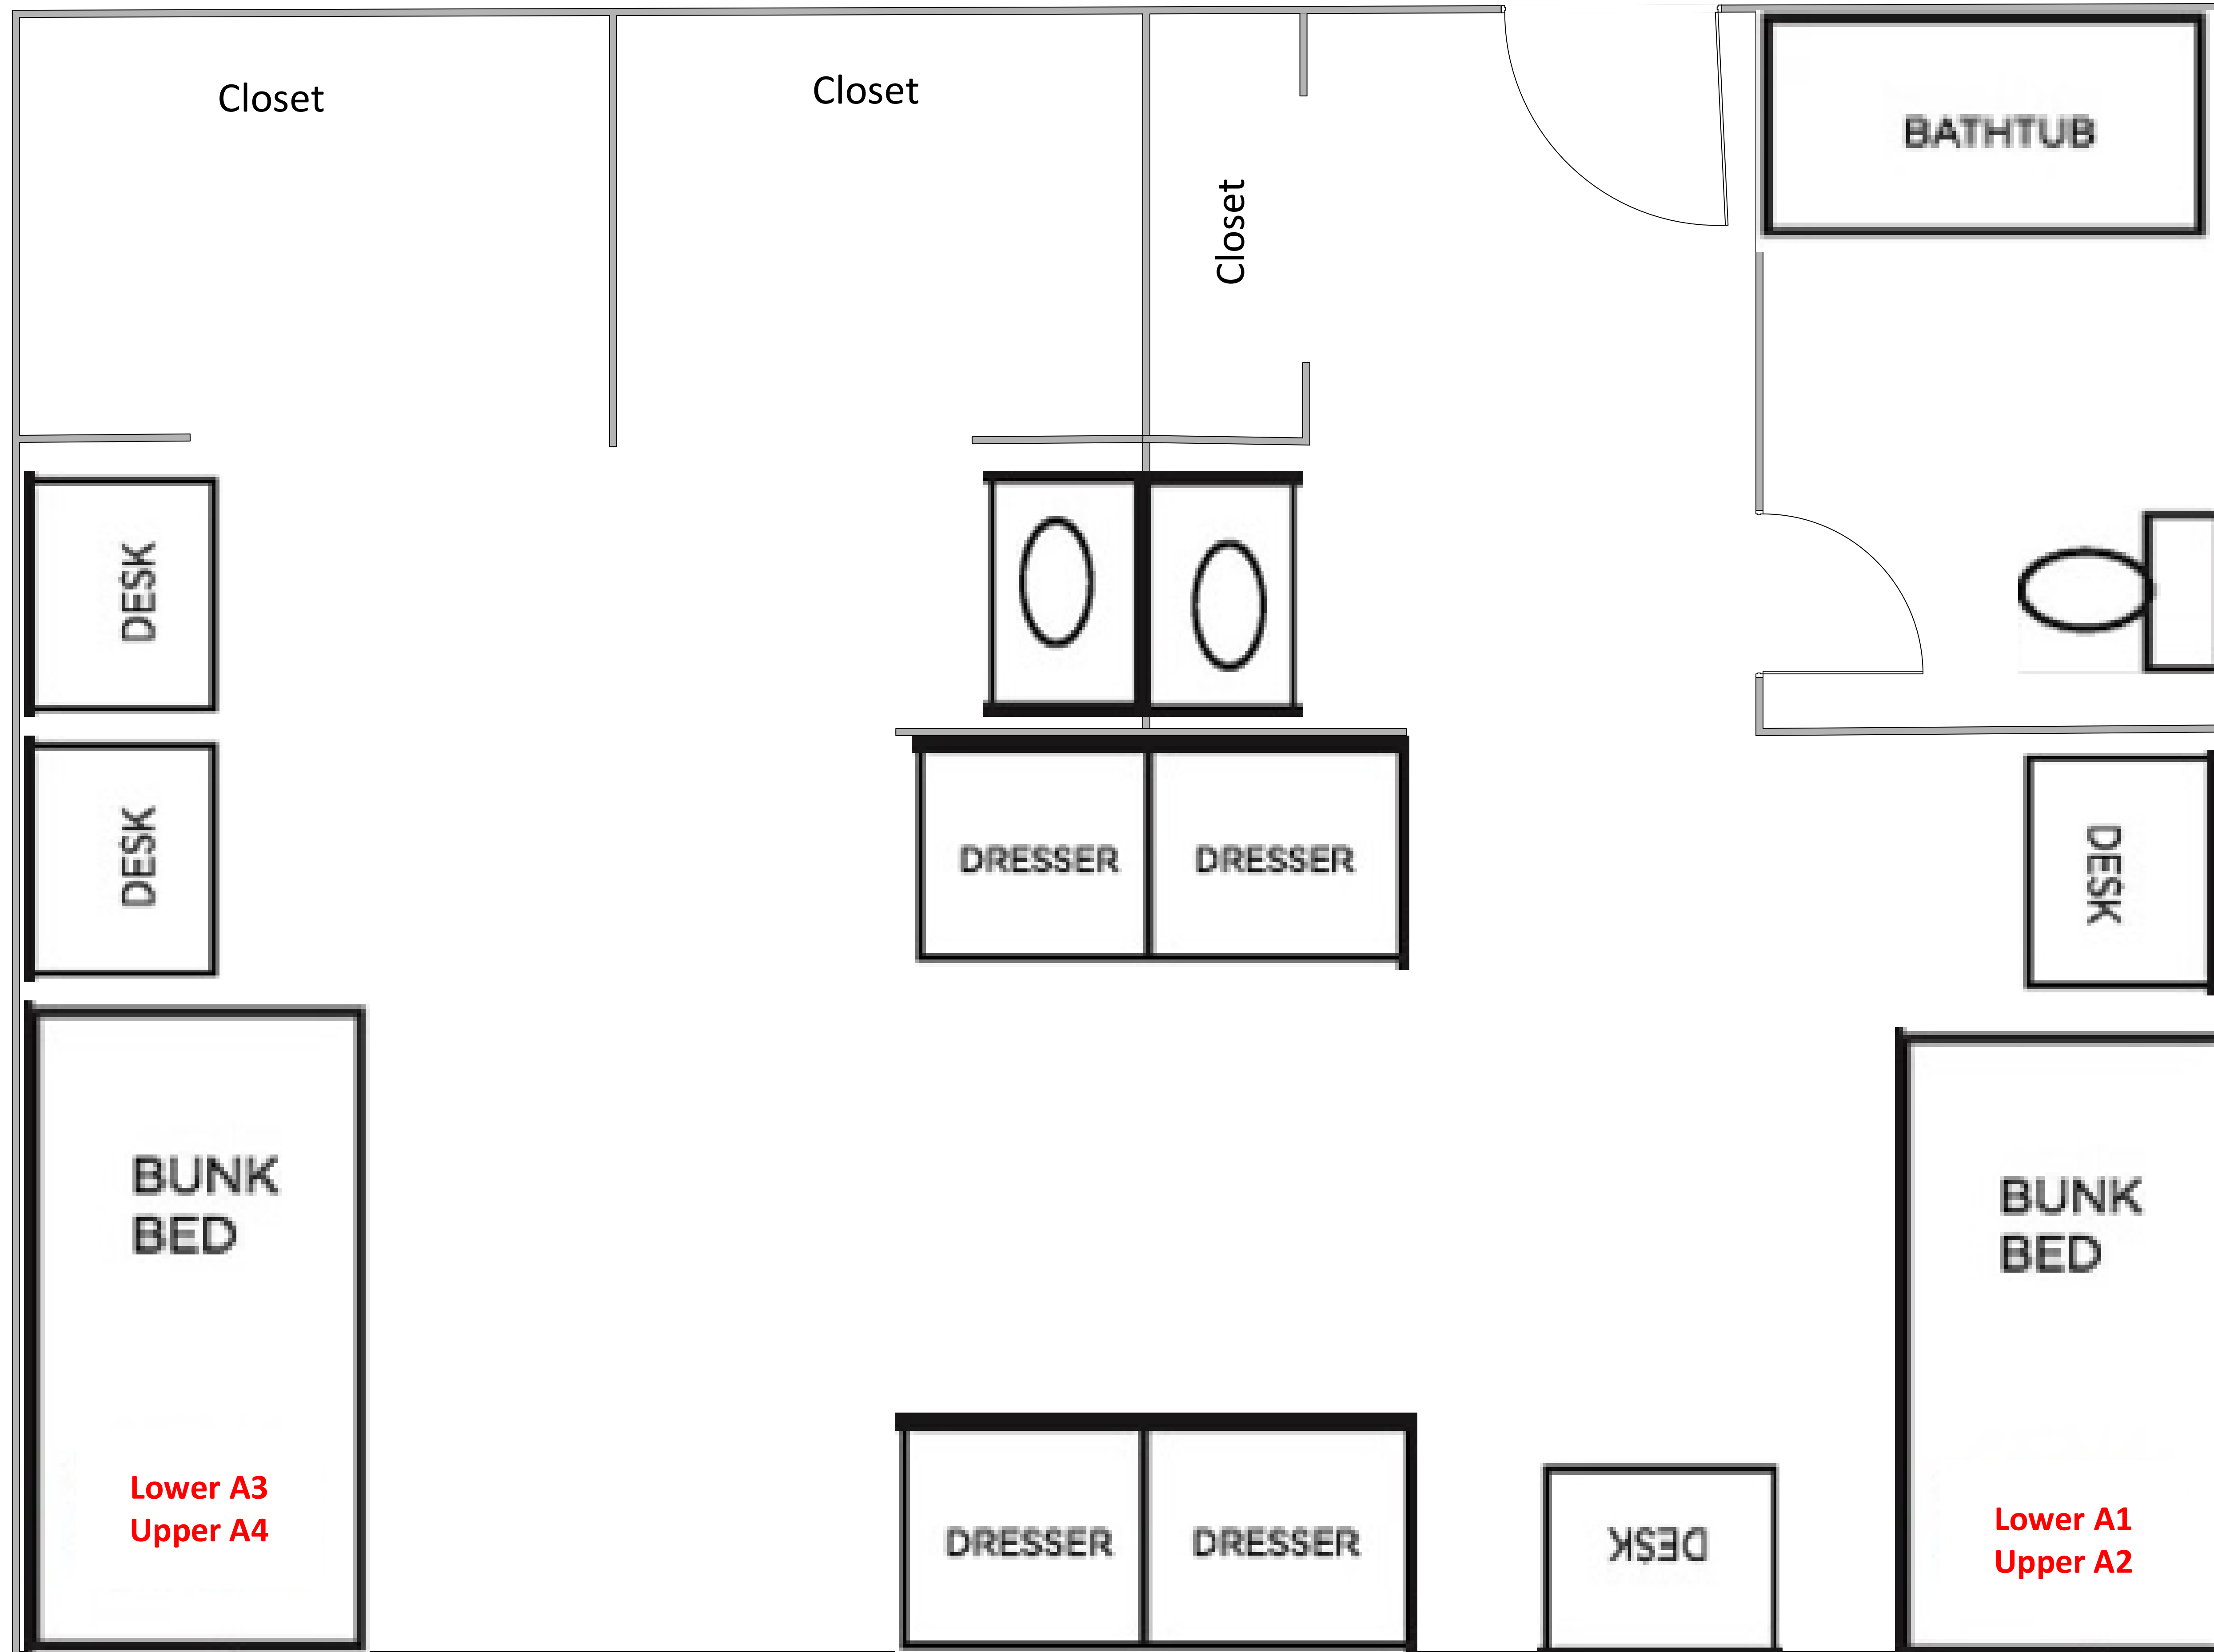 Closet
Closet
Closet
BATHTUB
DESK
DESK
DRESSER
DRESSER
DESK
BUNK
BED
BUNK
BED
Lower A3
Upper A4
DRESSER
DRESSER
DESK
Lower A1
Upper A2